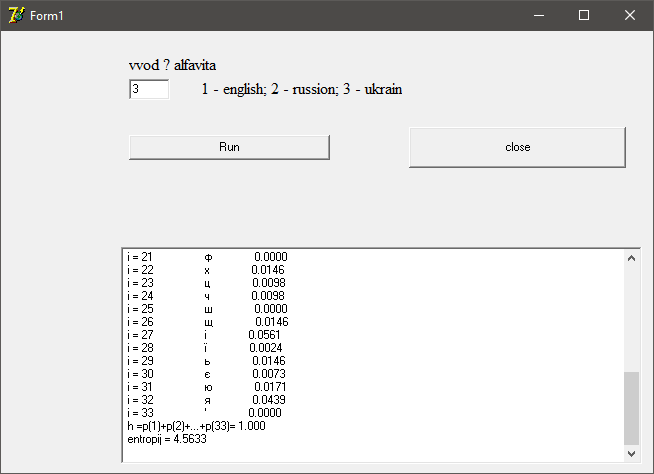 Form1
vvod ? alfavita
3 1 - english; 2 - russion; 3 - ukrain
Run close
i = 21 ф 0.0000
i = 22 х 0.0146
i = 23 ц 0.0098
i = 24 ч 0.0098
i = 25 ш 0.0000
i = 26 щ 0.0146
i = 27 і 0.0561
i = 28 ї 0.0024
i = 29 ь 0.0146
i = 30 є 0.0073
i = 31 ю 0.0171
i = 32 я 0.0439
i = 33 ' 0.0000
h =p(1)+p(2)+...+p(33)= 1.000
entropij = 4.5633